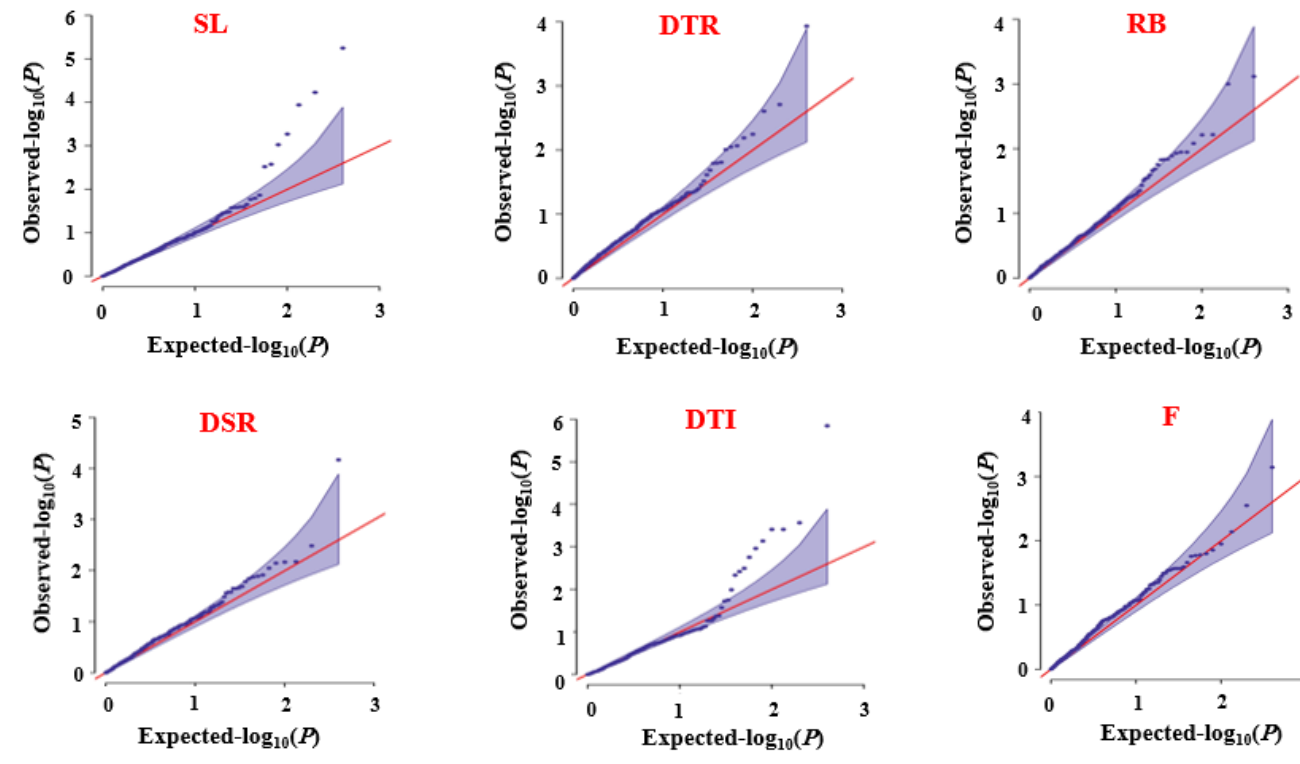 SL
6
5
4
3
2
1
0
Observed-log10(P)
0 1 2 3
Expected-log10(P)
DTR
4
3
2
1
0
Observed-log10(P)
0 1 2 3
Expected-log10(P)
RB
4
3
2
1
0
Observed-log10(P)
0 1 2 3
Expected-log10(P)
DSR
5
4
3
2
1
0
Observed-log10(P)
0 1 2 3
Expected-log10(P)
DTI
6
5
4
3
2
1
0
Observed-log10(P)
0 1 2 3
Expected-log10(P)
F
4
3
2
1
0
Observed-log10(P)
0 1 2
Expected-log10(P)